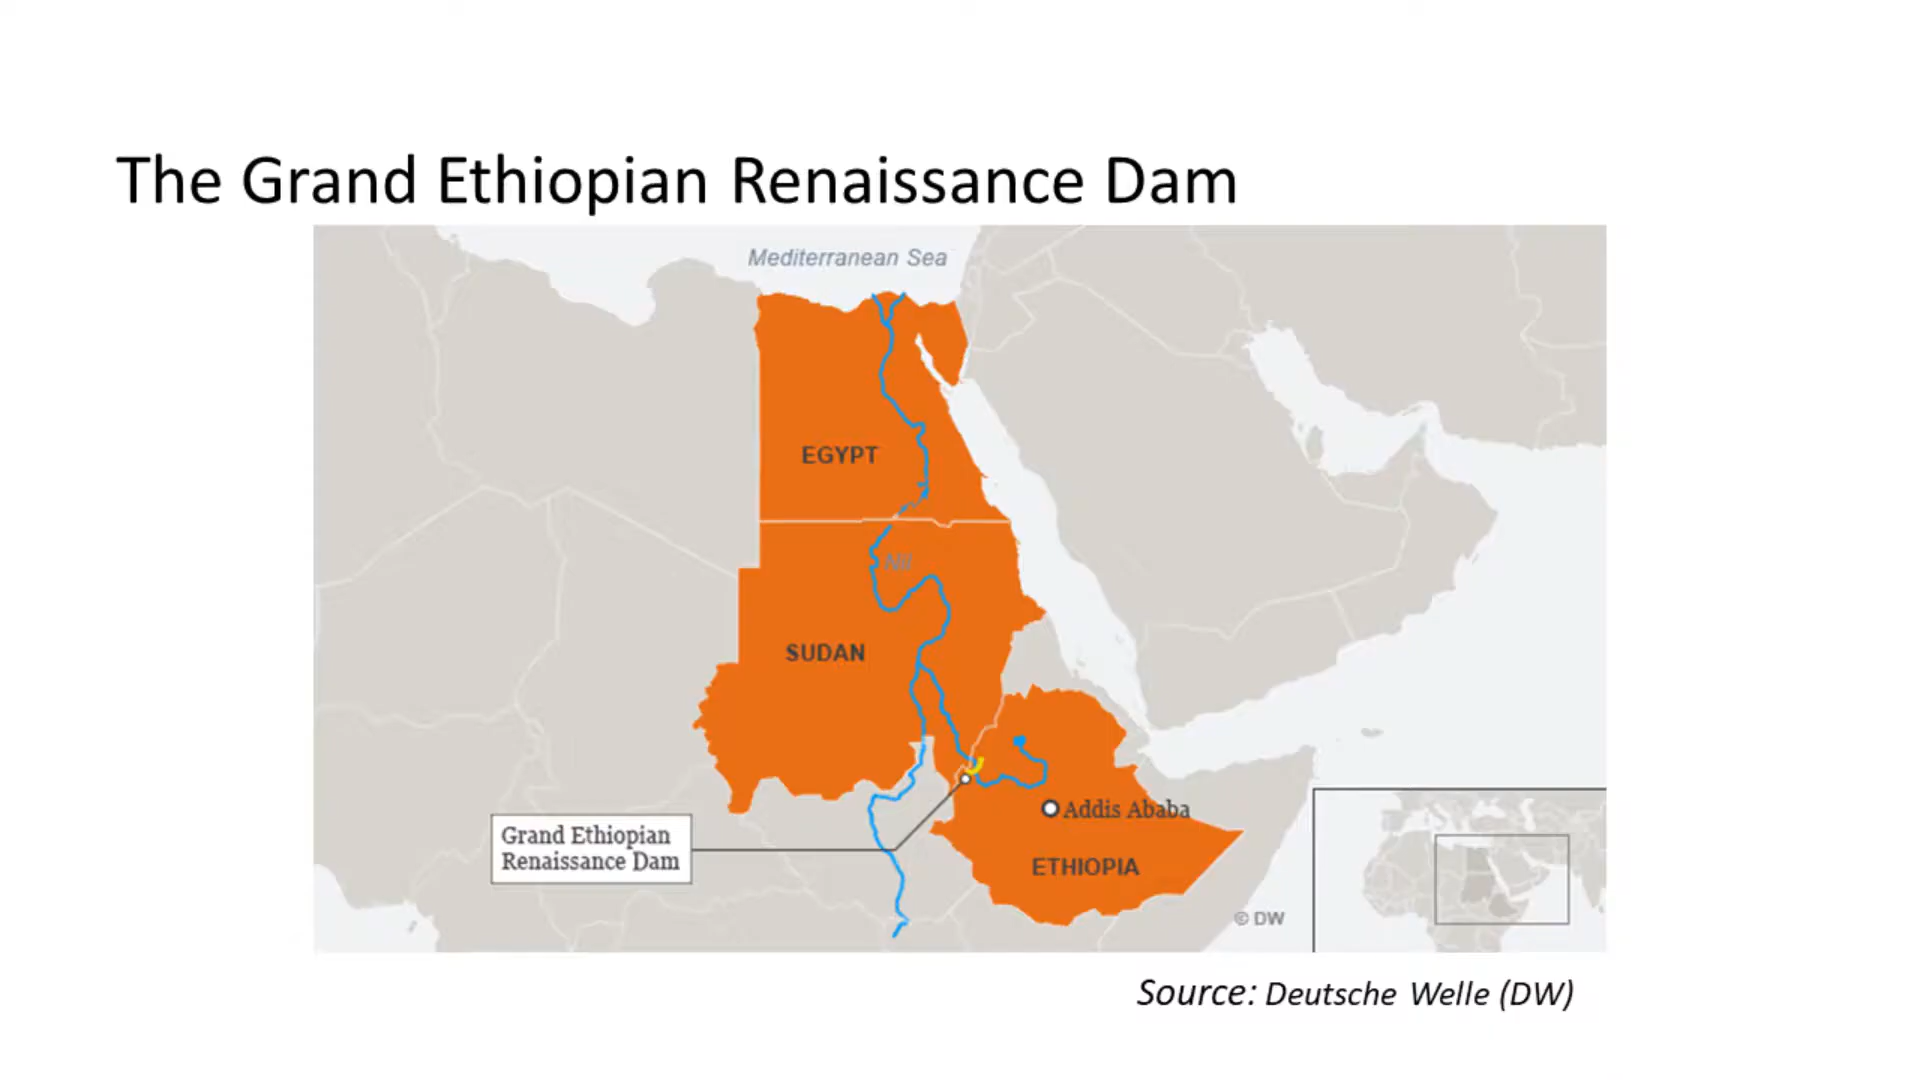 The Grand Ethiopian Renaissance Dam
Mediterranean Sea
EGYPT
Nil
SUDAN
Addis Ababa
Grand Ethiopian
Renaissance Dam
ETHIOPIA
© DW
Source: Deutsche Welle (DW)